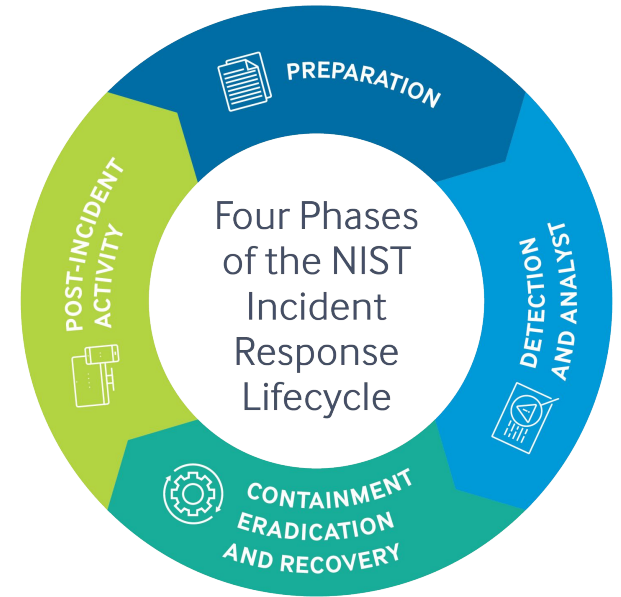 Four Phases
of the NIST
Incident
Response
Lifecycle
PREPARATION
DETECTION
AND ANALYST
CONTAINMENT
ERADICATION
AND RECOVERY
POST-INCIDENT
ACTIVITY